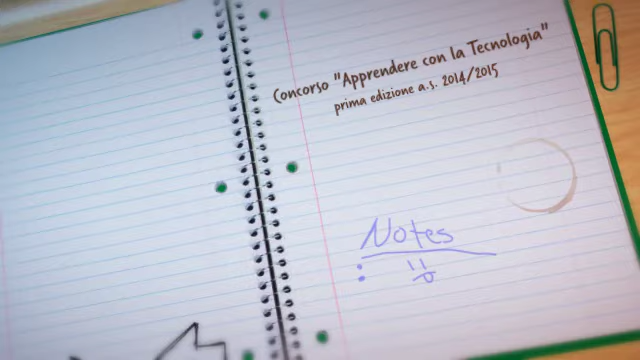 Concorso "Apprendere con la Tecnologia"
prima edizione a.s. 2014/2015
Notes